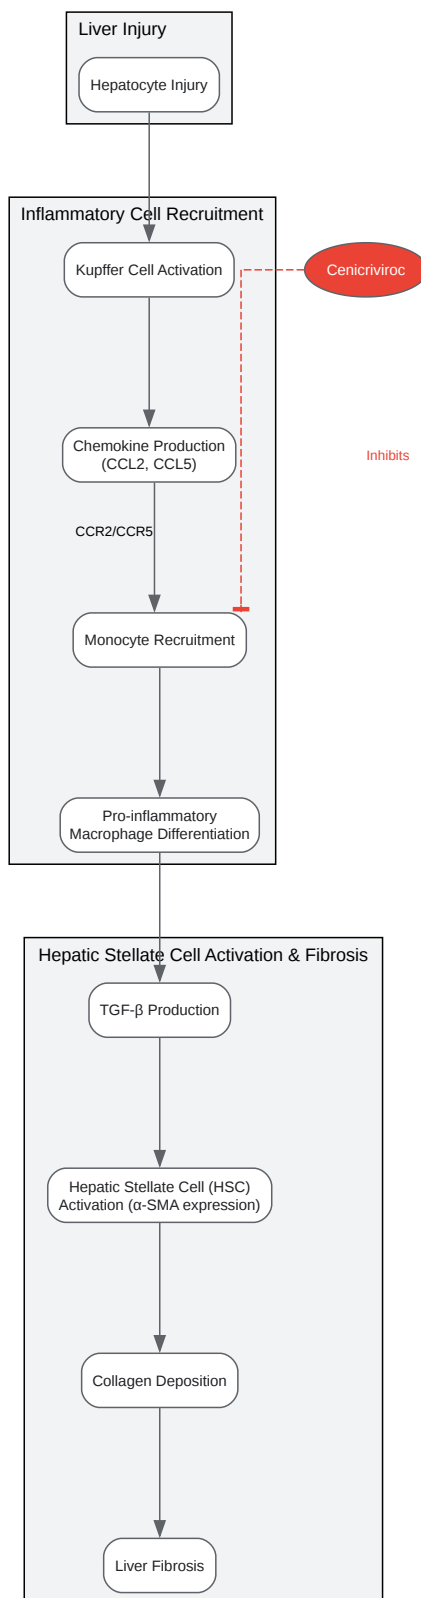 Liver Injury
Hepatocyte Injury
Inflammatory Cell Recruitment
Kupffer Cell Activation
Cenicriviroc
Chemokine Production
(CCL2, CCL5)
Inhibits
CCR2/CCR5
Monocyte Recruitment
Pro-inflammatory
Macrophage Differentiation
Hepatic Stellate Cell Activation & Fibrosis
TGF-β Production
Hepatic Stellate Cell (HSC)
Activation (α-SMA expression)
Collagen Deposition
Liver Fibrosis